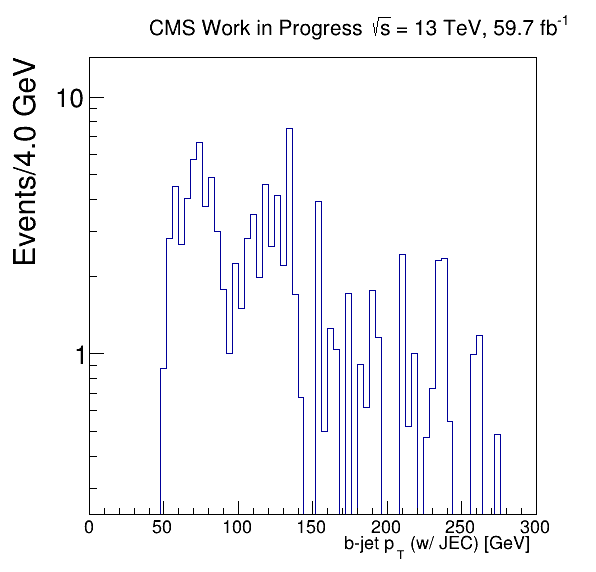 CMS Work in Progress √s = 13 TeV, 59.7 fb⁻¹
Events/4.0 GeV
10
1
0 50 100 150 200 250 300
b-jet p_T (w/ JEC) [GeV]